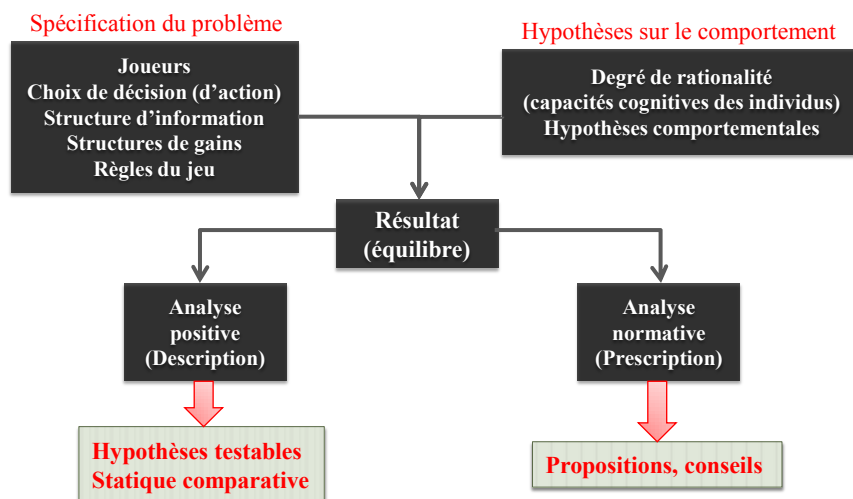 Spécification du problème
Hypothèses sur le comportement
Joueurs
Choix de décision (d’action)
Structure d’information
Structures de gains
Règles du jeu
Degré de rationalité
(capacités cognitives des individus)
Hypothèses comportementales
Résultat
(équilibre)
Analyse
positive
(Description)
Analyse
normative
(Prescription)
Hypothèses testables
Statique comparative
Propositions, conseils